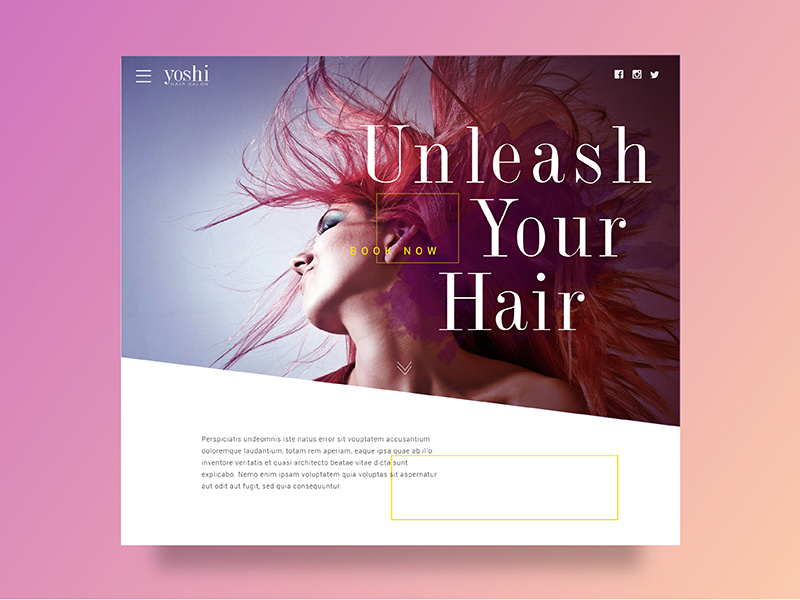 yoshi
HAIR SALON
Unleash
Your
BOOK NOW
Hair
Perspiciatis undeomnis iste natus error sit vouptatem accusantium
doloremque laudantium, totam rem aperiam, eaque ipsa quae ab illo
inventore veritatis et quasi architecto beatae vitae dicta sunt
explicabo. Nemo enim ipsam voluptatem quia voluptas sit aspernatur
aut odit aut fugit, sed quia consequuntur.